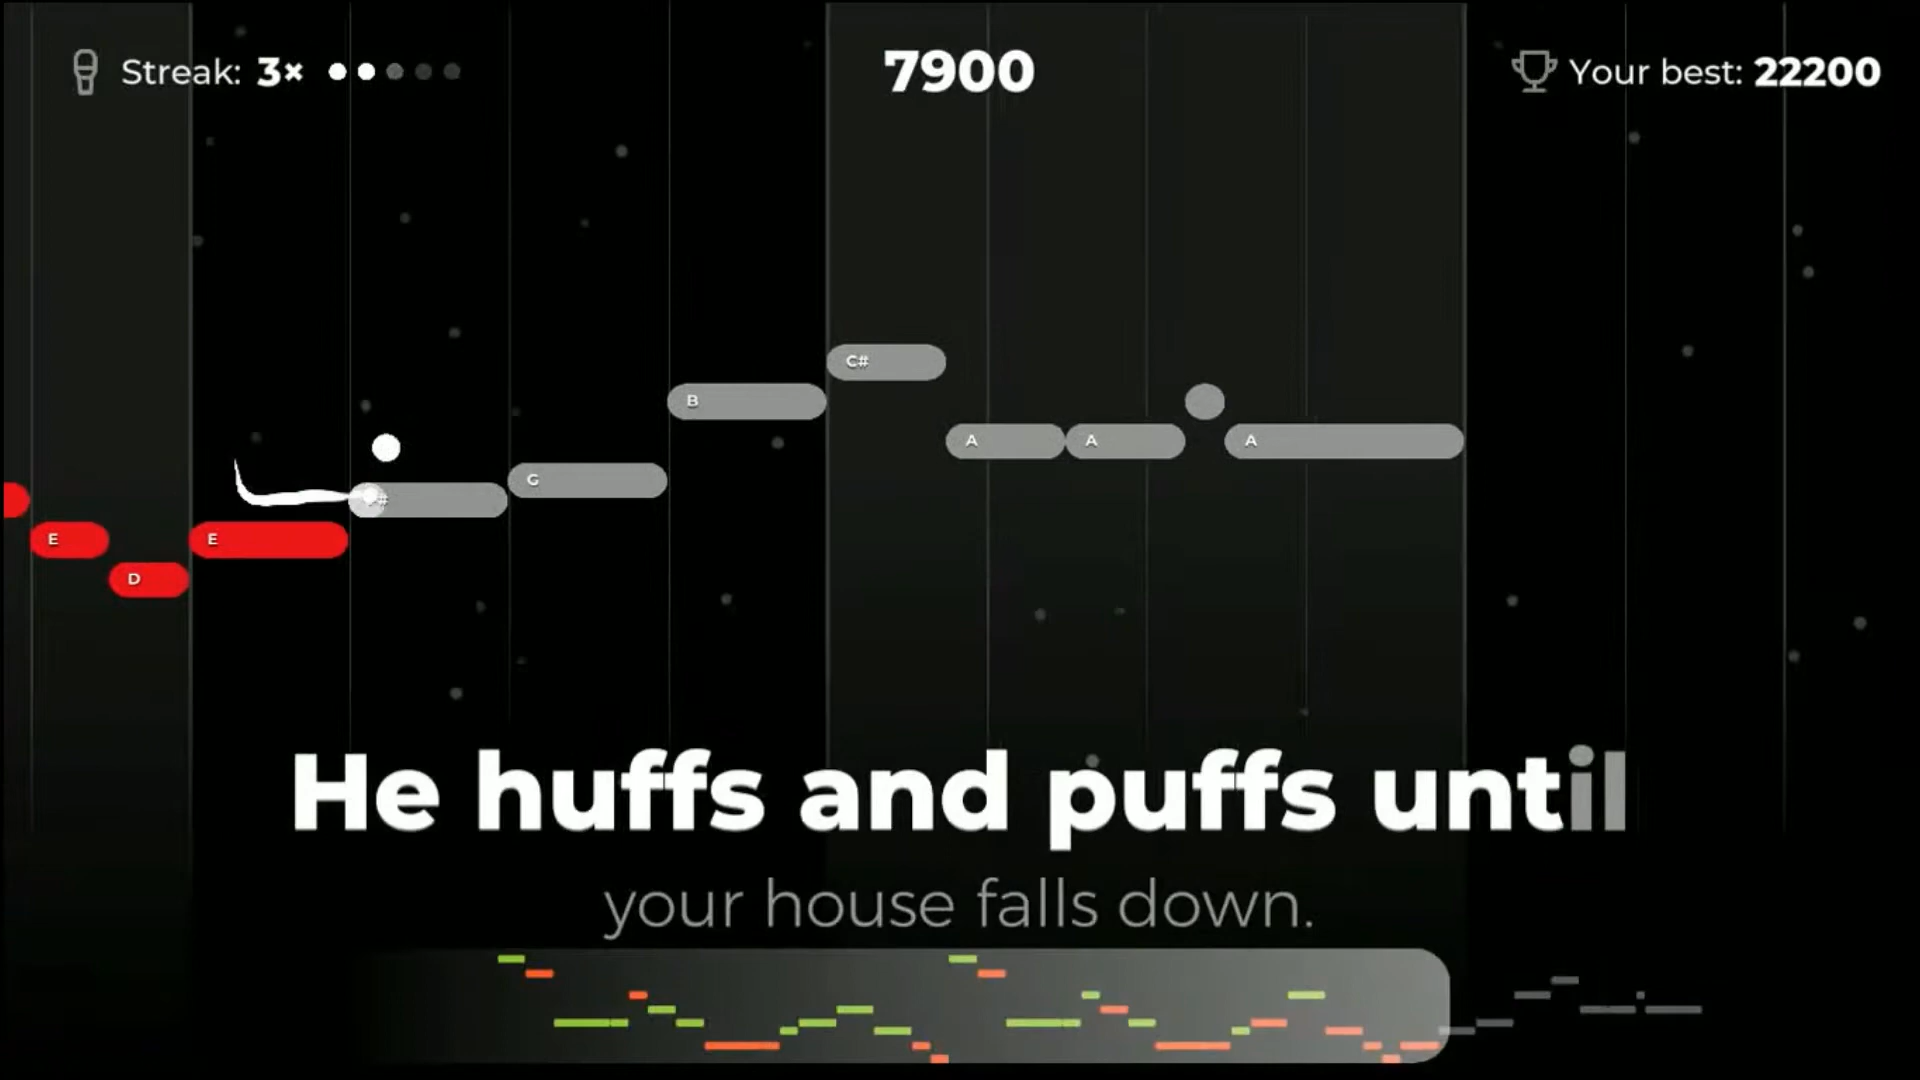 Streak: 3× 7900 Your best: 22200
C#
B
A A A
G
#
E E
D
He huffs and puffs until
your house falls down.